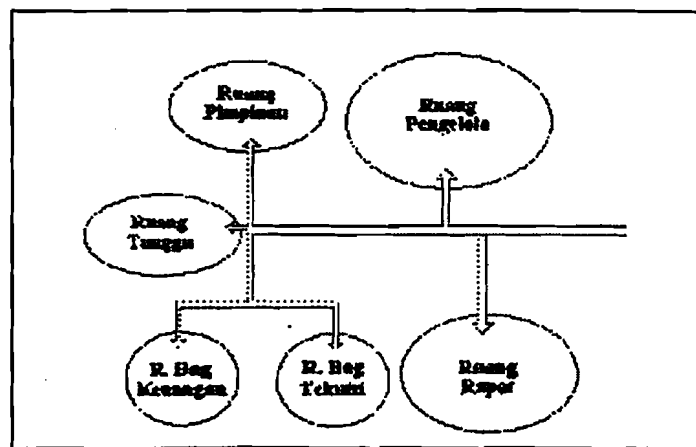 Ruang
Pimpinan
Ruang
Pengelola
Ruang
Tunggu
R. Bag
Keuangan
R. Bag
Teknisi
Ruang
Rapat